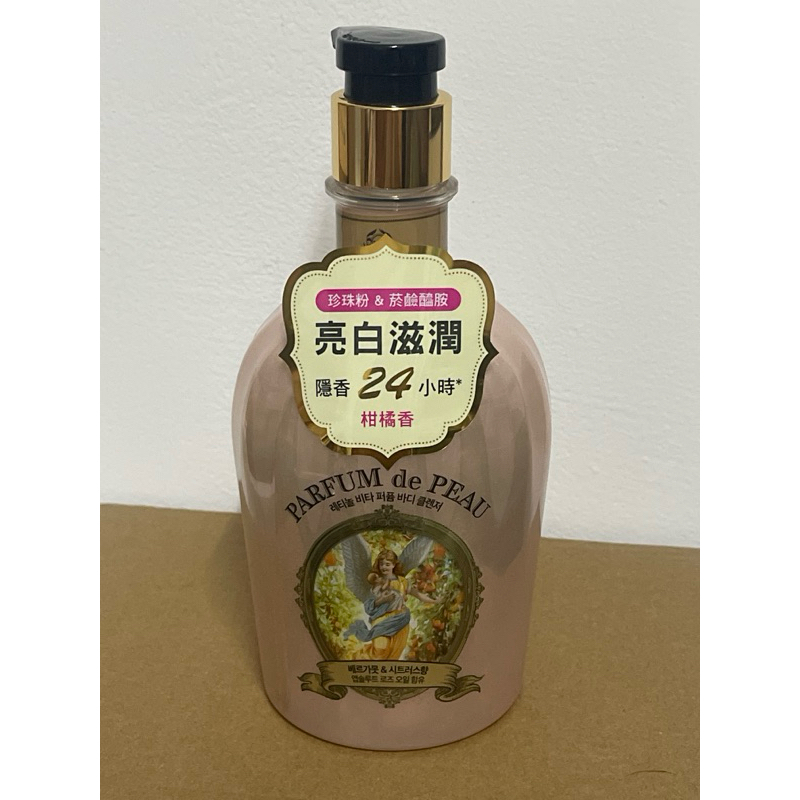 珍珠粉 & 菸鹼醯胺
亮白滋潤
隱香 24 小時*
柑橘香
PARFUM de PEAU
레티놀 비타 퍼퓸 바디 클렌저
베르가못 & 시트러스향
앱솔루드 로즈 오일 함유